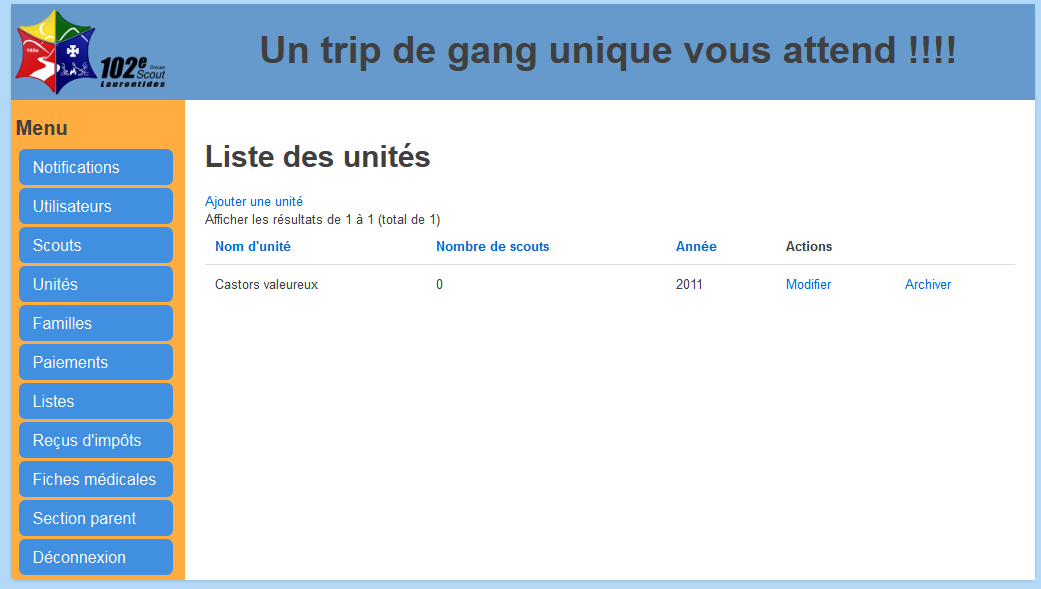 102e Groupe Scout
Laurentides
Un trip de gang unique vous attend !!!!
Menu
Notifications
Utilisateurs
Scouts
Unités
Familles
Paiements
Listes
Reçus d'impôts
Fiches médicales
Section parent
Déconnexion
Liste des unités
Ajouter une unité
Afficher les résultats de 1 à 1 (total de 1)
Nom d'unité Nombre de scouts Année Actions
Castors valeureux 0 2011 Modifier Archiver